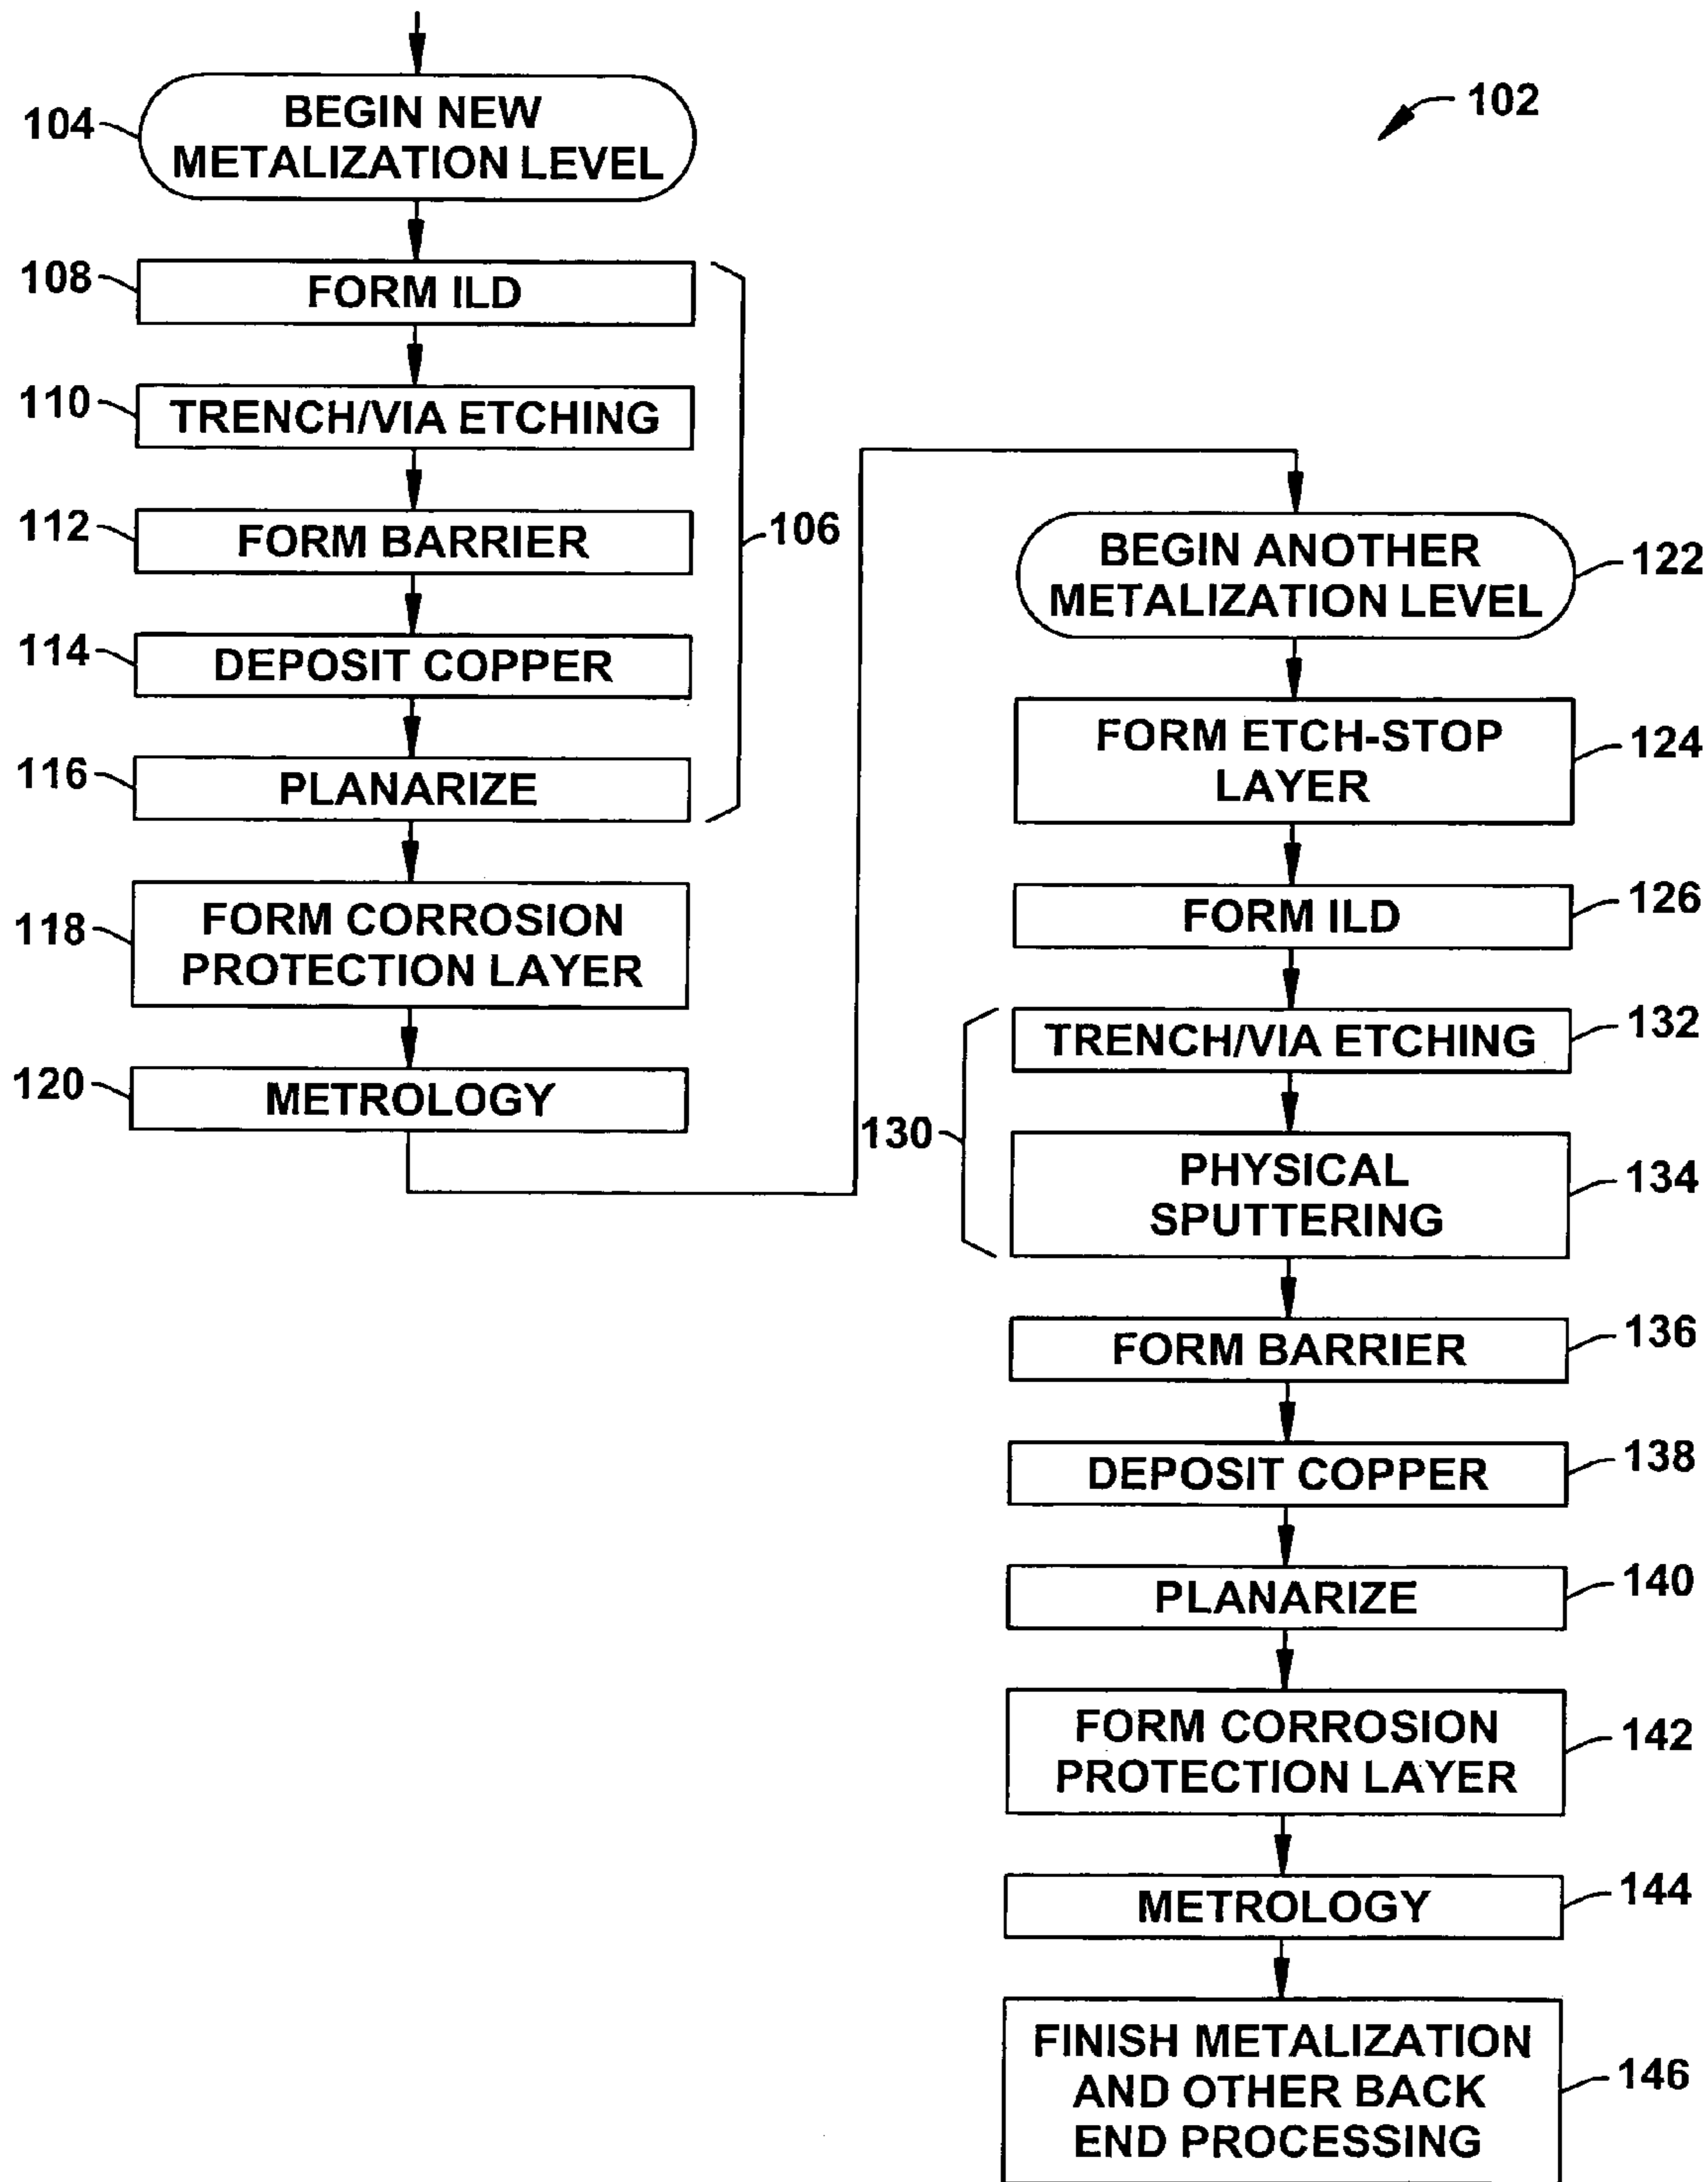 102
104
BEGIN NEW
METALIZATION LEVEL
108
FORM ILD
110
TRENCH/VIA ETCHING
112
FORM BARRIER
106
114
DEPOSIT COPPER
116
PLANARIZE
118
FORM CORROSION
PROTECTION LAYER
120
METROLOGY
BEGIN ANOTHER
METALIZATION LEVEL
122
FORM ETCH-STOP
LAYER
124
FORM ILD
126
TRENCH/VIA ETCHING
132
130
PHYSICAL
SPUTTERING
134
FORM BARRIER
136
DEPOSIT COPPER
138
PLANARIZE
140
FORM CORROSION
PROTECTION LAYER
142
METROLOGY
144
FINISH METALIZATION
AND OTHER BACK
END PROCESSING
146